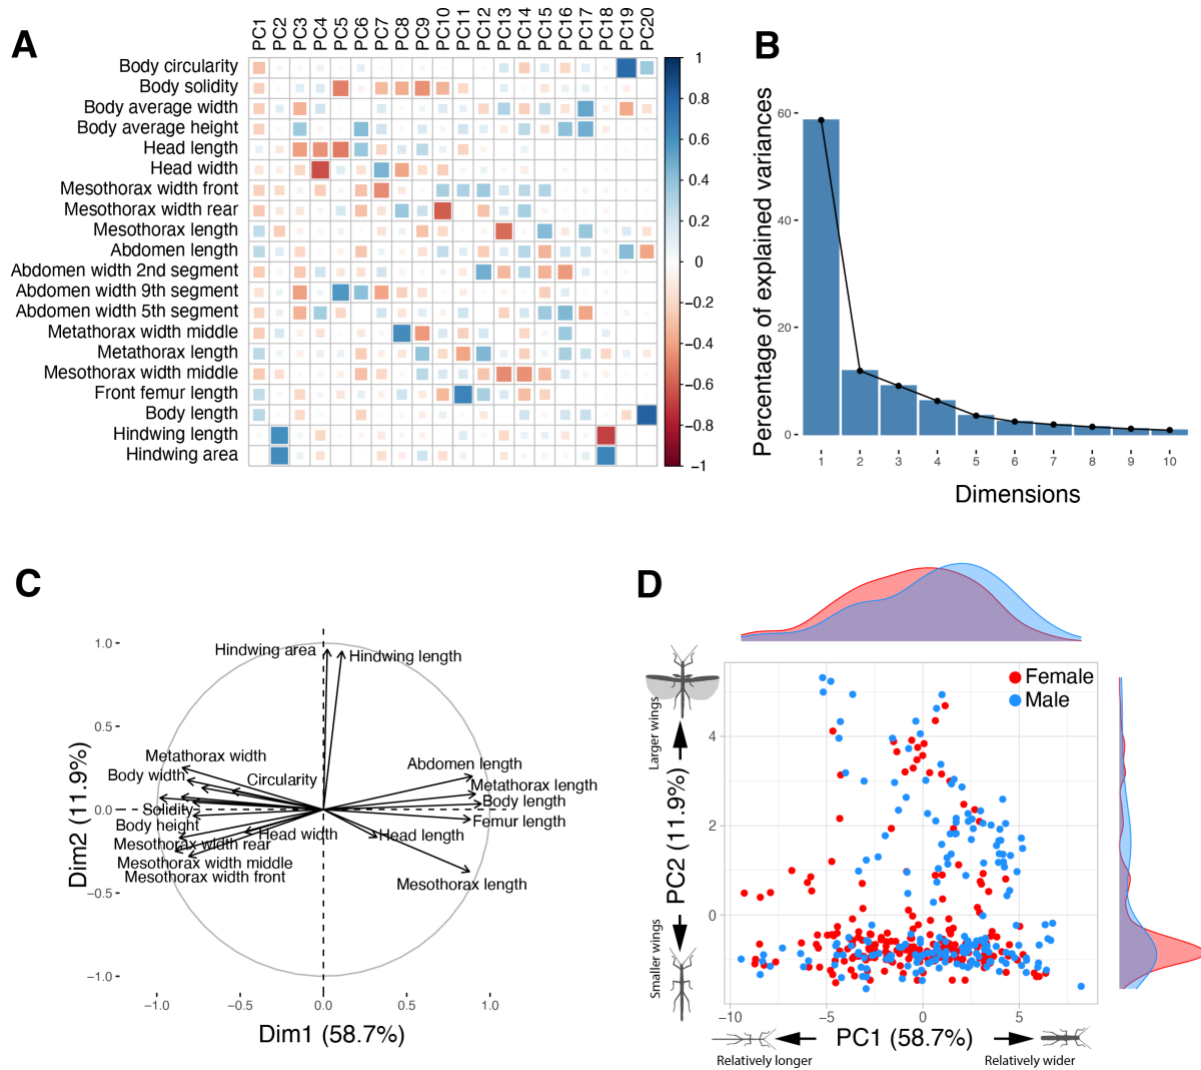 A
PC1 PC2 PC3 PC4 PC5 PC6 PC7 PC8 PC9 PC10 PC11 PC12 PC13 PC14 PC15 PC16 PC17 PC18 PC19 PC20
Body circularity
Body solidity
Body average width
Body average height
Head length
Head width
Mesothorax width front
Mesothorax width rear
Mesothorax length
Abdomen length
Abdomen width 2nd segment
Abdomen width 9th segment
Abdomen width 5th segment
Metathorax width middle
Metathorax length
Mesothorax width middle
Front femur length
Body length
Hindwing length
Hindwing area
1
0.8
0.6
0.4
0.2
0
−0.2
−0.4
−0.6
−0.8
−1
B
Percentage of explained variances
60
40
20
0
1 2 3 4 5 6 7 8 9 10
Dimensions
C
Dim2 (11.9%)
1.0
0.5
0.0
−0.5
−1.0
Hindwing area
Hindwing length
Metathorax width
Body width
Circularity
Abdomen length
Metathorax length
Body length
Solidity
Femur length
Body height
Head width
Head length
Mesothorax width rear
Mesothorax width middle
Mesothorax width front
Mesothorax length
−1.0 −0.5 0.0 0.5 1.0
Dim1 (58.7%)
D
Female
Male
Larger wings
PC2 (11.9%)
Smaller wings
4
2
0
−10 −5 0 5
PC1 (58.7%)
Relatively longer
Relatively wider